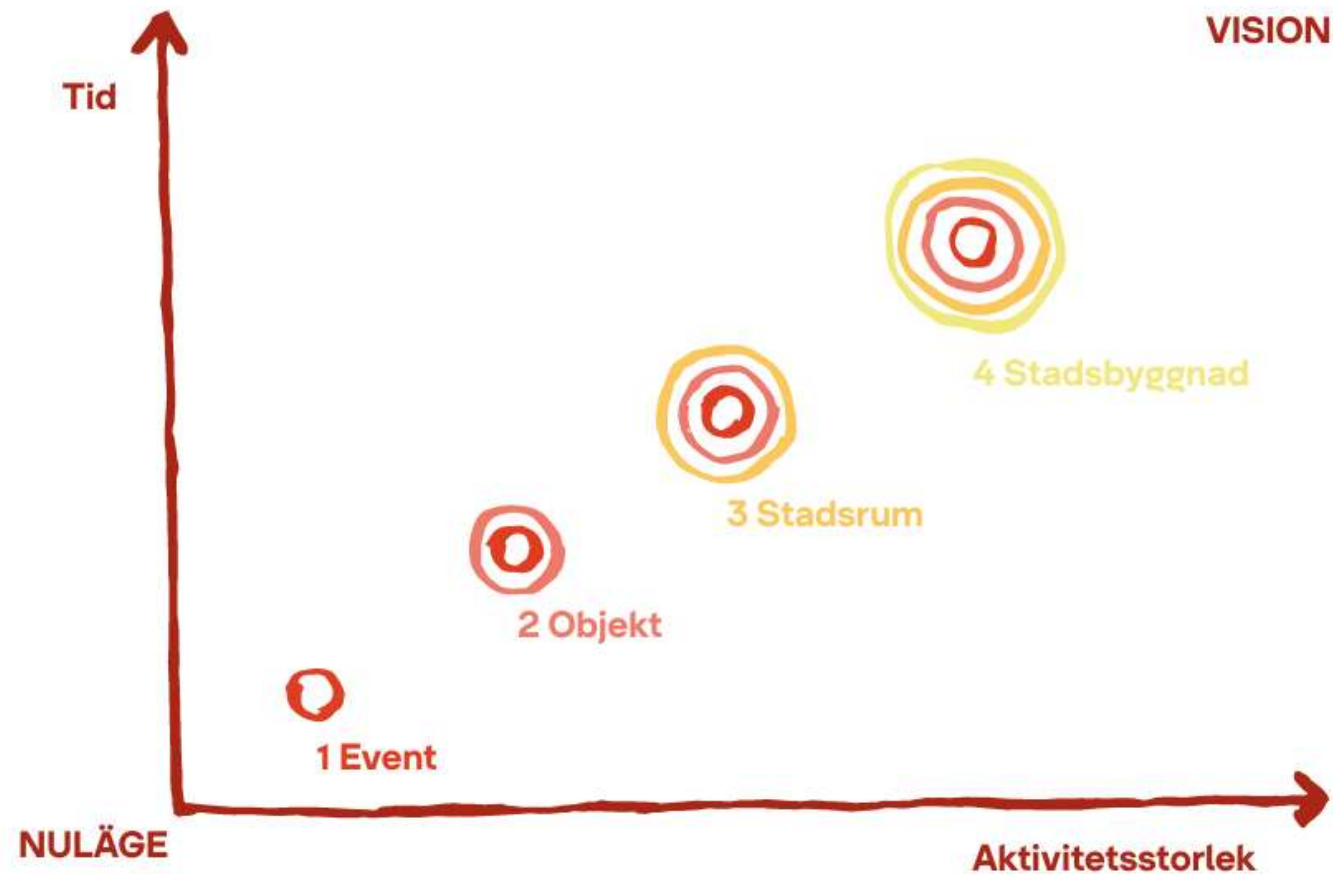 VISION
Tid
4 Stadsbyggnad
3 Stadsrum
2 Objekt
1 Event
NULÄGE
Aktivitetsstorlek